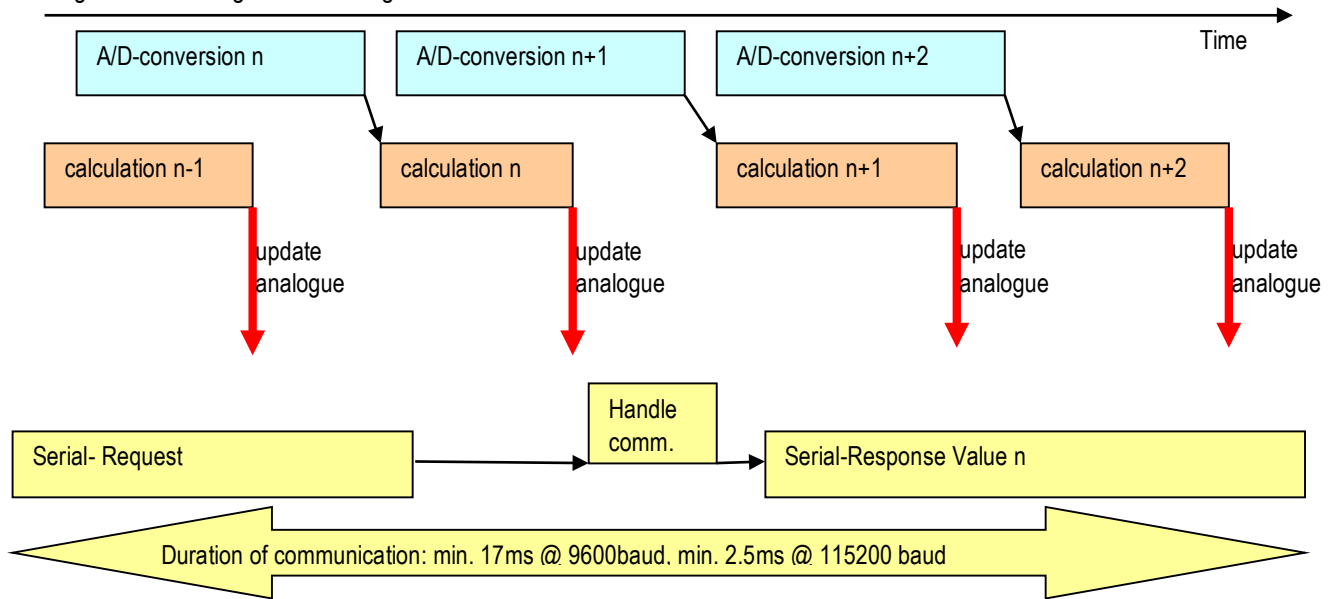 Time
A/D-conversion n
A/D-conversion n+1
A/D-conversion n+2
calculation n-1
calculation n
calculation n+1
calculation n+2
update
analogue
update
analogue
update
analogue
update
analogue
Handle
comm.
Serial- Request
Serial-Response Value n
Duration of communication: min. 17ms @ 9600baud, min. 2.5ms @ 115200 baud